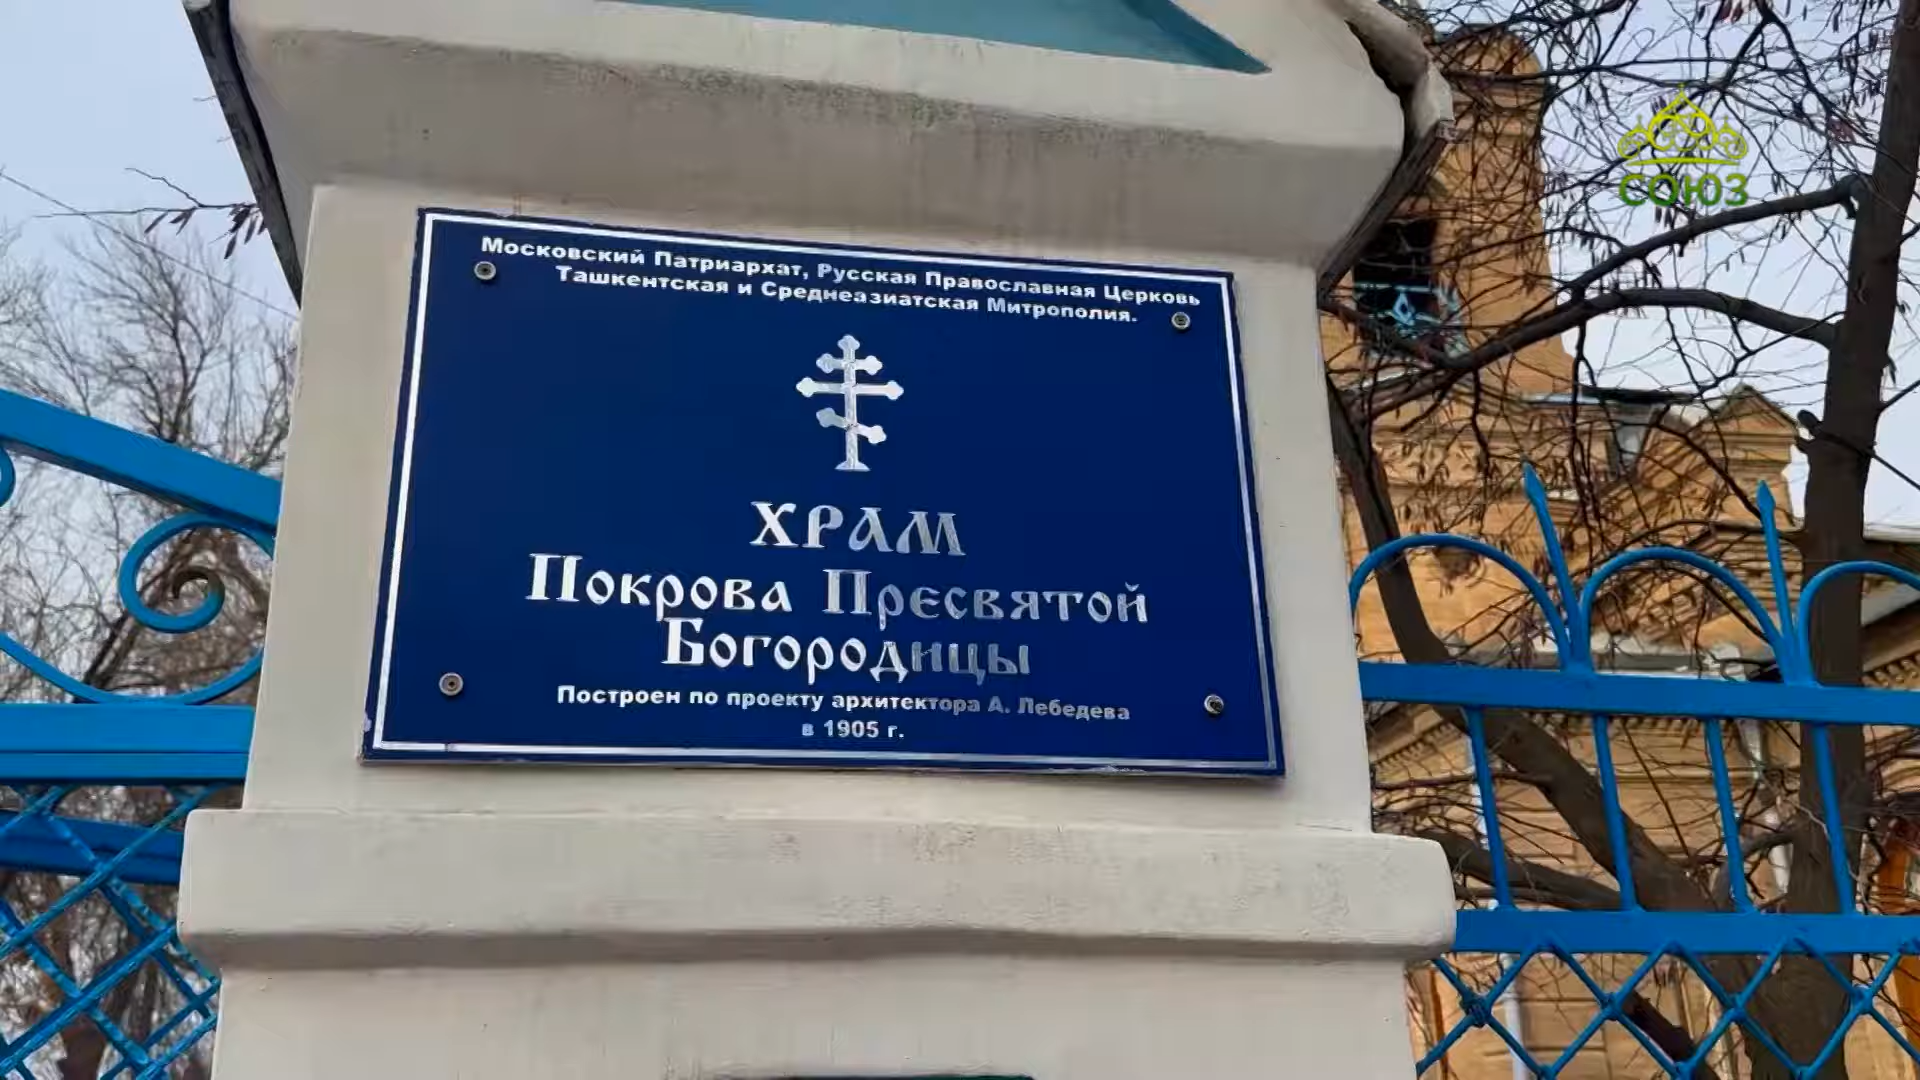 СОЮЗ
Московский Патриархат, Русская Православная Церковь
Ташкентская и Среднеазиатская Митрополия.
ХРАМ
Покрова Пресвятой
Богородицы
Построен по проекту архитектора А. Лебедева
в 1905 г.